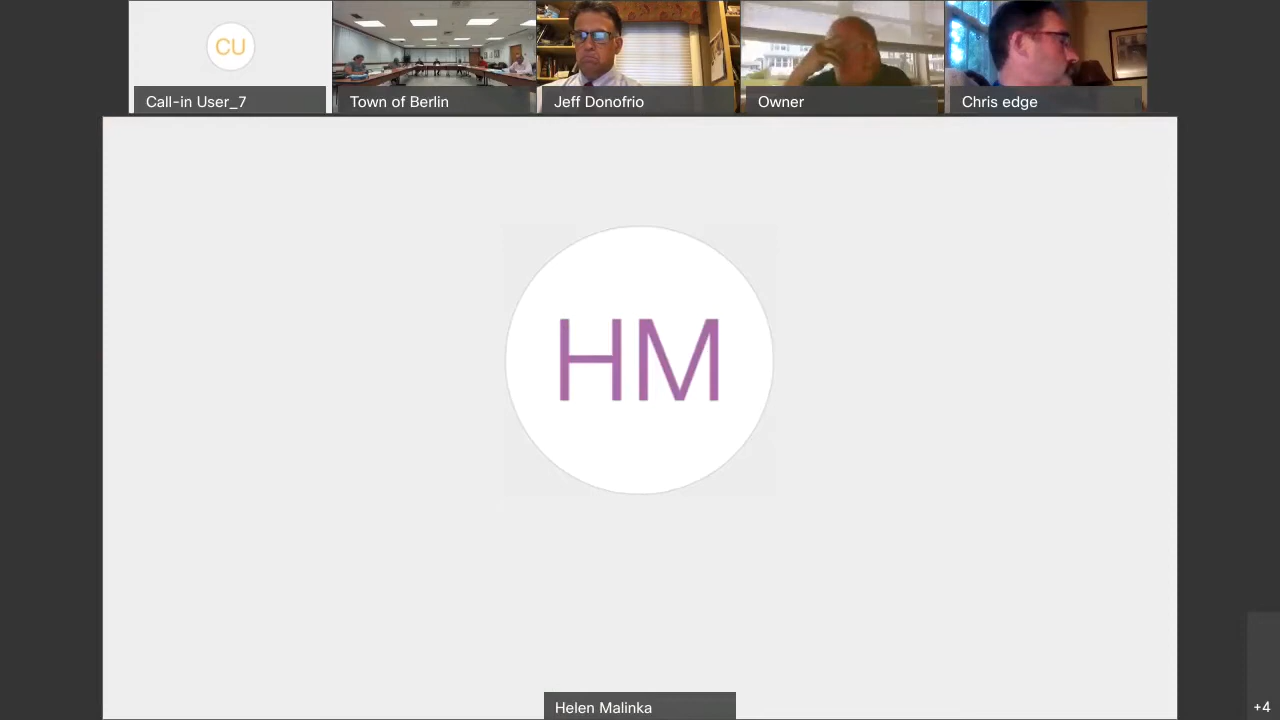 CU
Call-in User_7
Town of Berlin
Jeff Donofrio
Owner
Chris edge
HM
Helen Malinka
+4